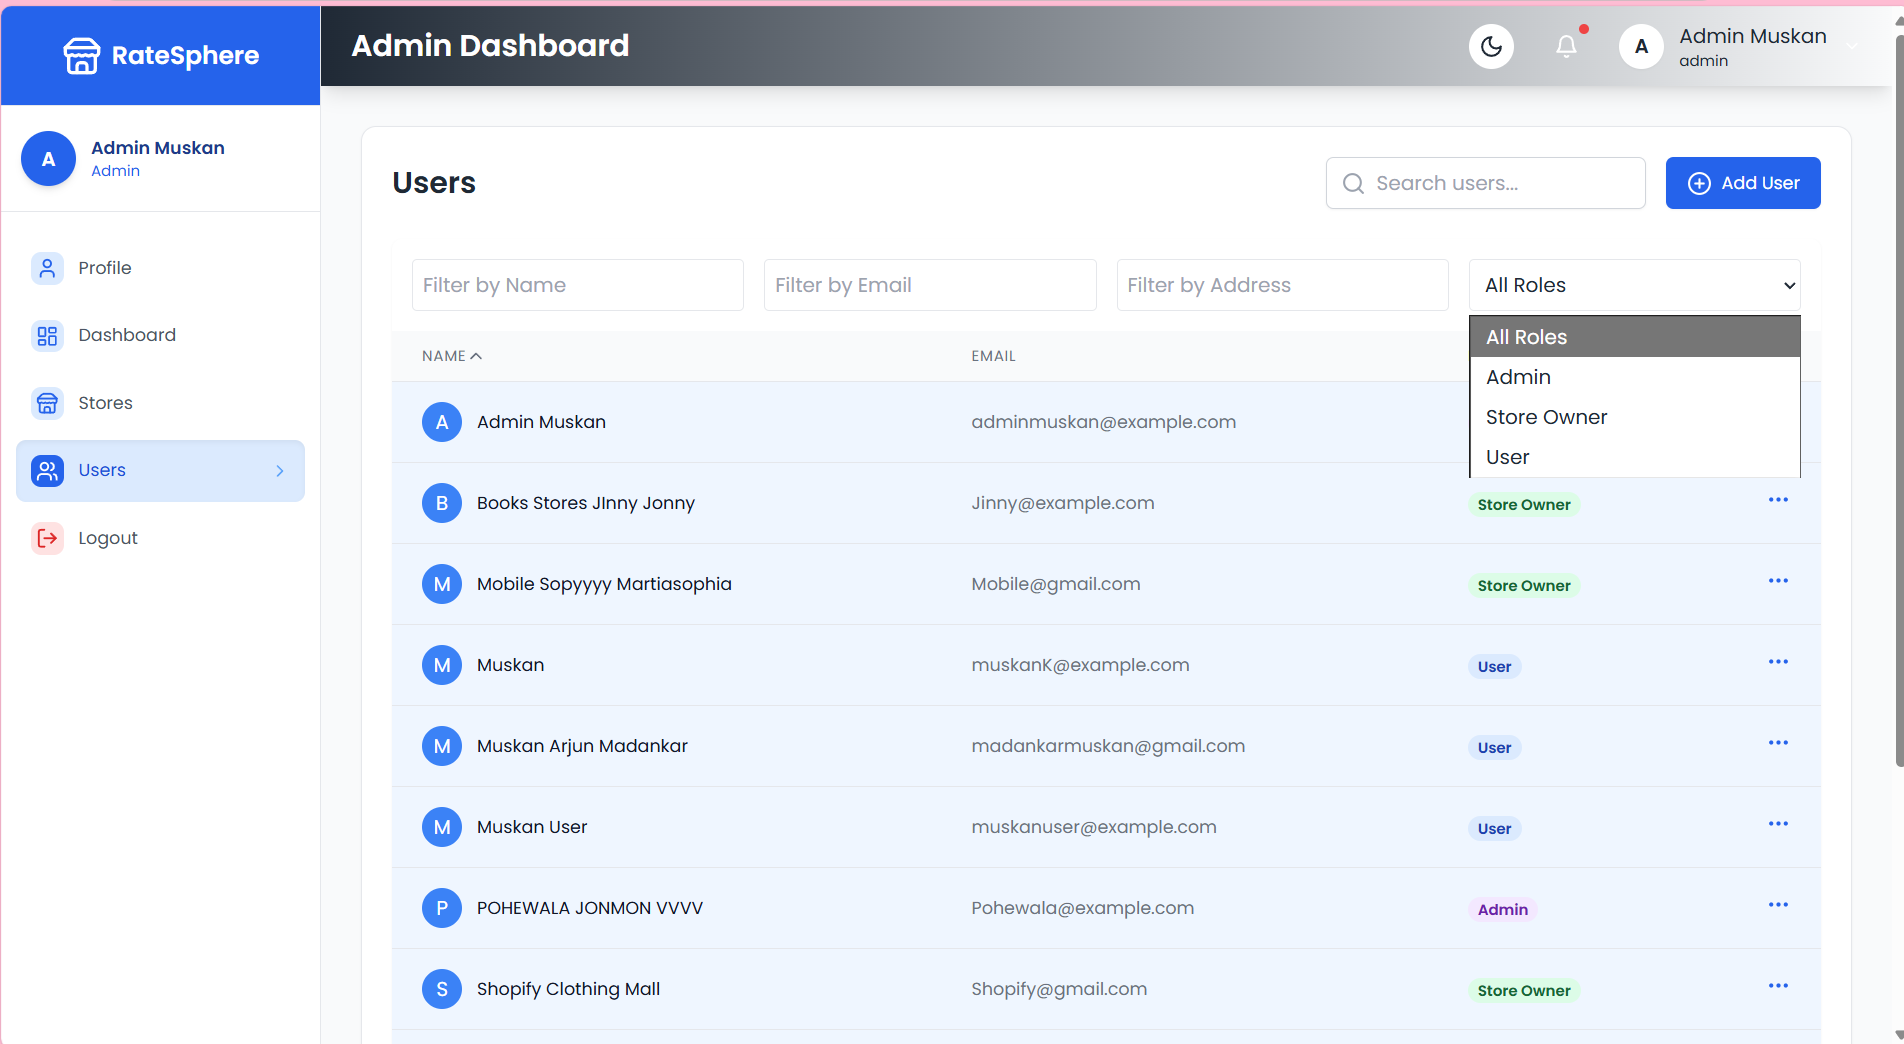 RateSphere
Admin Dashboard
A
Admin Muskan
admin
A
Admin Muskan
Admin
Profile
Dashboard
Stores
Users
Logout
Users
Search users...
Add User
Filter by Name
Filter by Email
Filter by Address
All Roles
All Roles
Admin
Store Owner
User
NAME
EMAIL
A Admin Muskan adminmuskan@example.com
B Books Stores JInny Jonny Jinny@example.com Store Owner
M Mobile Sopyyyy Martiasophia Mobile@gmail.com Store Owner
M Muskan muskanK@example.com User
M Muskan Arjun Madankar madankarmuskan@gmail.com User
M Muskan User muskanuser@example.com User
P POHEWALA JONMON VVVV Pohewala@example.com Admin
S Shopify Clothing Mall Shopify@gmail.com Store Owner